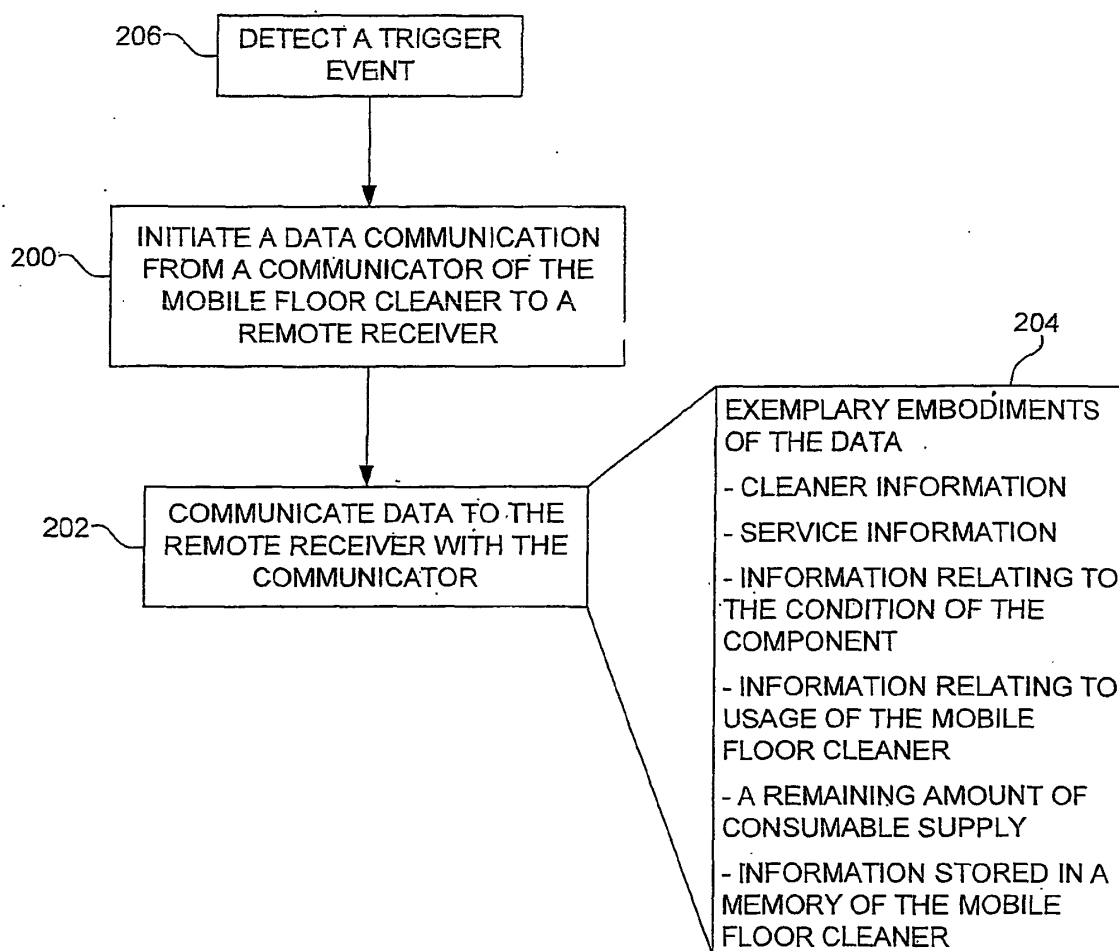 206
DETECT A TRIGGER
EVENT
200
INITIATE A DATA COMMUNICATION
FROM A COMMUNICATOR OF THE
MOBILE FLOOR CLEANER TO A
REMOTE RECEIVER
204
202
COMMUNICATE DATA TO THE
REMOTE RECEIVER WITH THE
COMMUNICATOR
EXEMPLARY EMBODIMENTS
OF THE DATA
- CLEANER INFORMATION
- SERVICE INFORMATION
- INFORMATION RELATING TO
THE CONDITION OF THE
COMPONENT
- INFORMATION RELATING TO
USAGE OF THE MOBILE
FLOOR CLEANER
- A REMAINING AMOUNT OF
CONSUMABLE SUPPLY
- INFORMATION STORED IN A
MEMORY OF THE MOBILE
FLOOR CLEANER